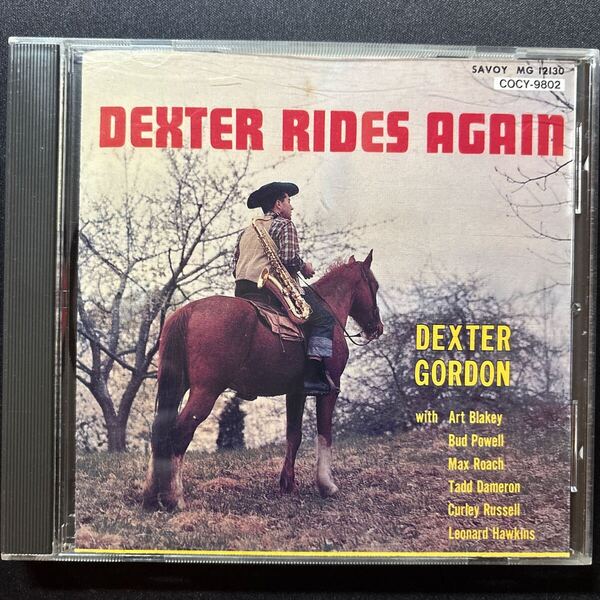 SAVOY MG 12130
COCY-9802
DEXTER RIDES AGAIN
DEXTER
GORDON
with Art Blakey
Bud Powell
Max Roach
Tadd Dameron
Curley Russell
Leonard Hawkins